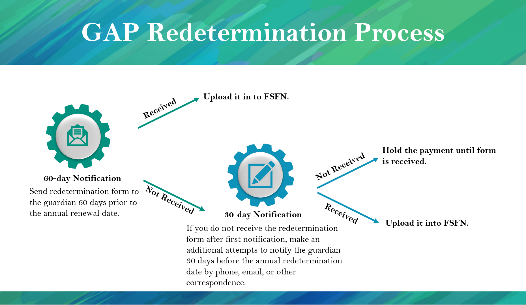 GAP Redetermination Process
Received
Upload it in to FSFN.
60-day Notification
Send redetermination form to
the guardian 60 days prior to
the annual renewal date.
Not Received
30-day Notification
If you do not receive the redetermination
form after first notification, make an
additional attempts to notify the guardian
30 days before the annual redetermination
date by phone, email, or other
correspondence.
Not Received
Hold the payment until form
is received.
Received
Upload it into FSFN.